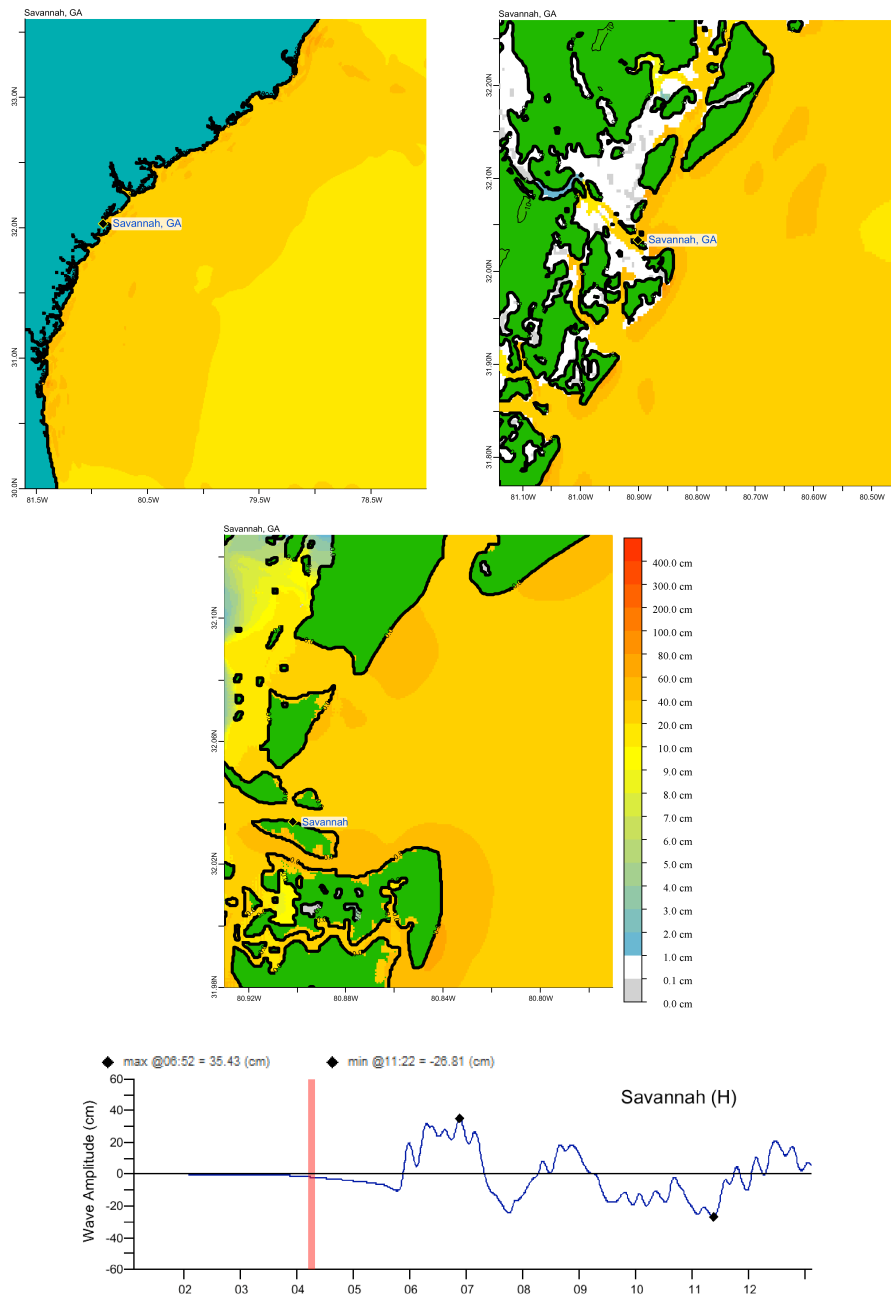 Savannah, GA
33.0N
32.0N
31.0N
30.0N
Savannah, GA
81.5W 80.5W 79.5W 78.5W
Savannah, GA
32.20N
32.10N
32.00N
31.90N
31.80N
Savannah, GA
81.10W 81.00W 80.90W 80.80W 80.70W 80.60W 80.50W
Savannah, GA
32.10N
32.06N
32.02N
31.98N
Savannah
80.92W 80.88W 80.84W 80.80W
400.0 cm
300.0 cm
200.0 cm
100.0 cm
80.0 cm
60.0 cm
40.0 cm
20.0 cm
10.0 cm
9.0 cm
8.0 cm
7.0 cm
6.0 cm
5.0 cm
4.0 cm
3.0 cm
2.0 cm
1.0 cm
0.1 cm
0.0 cm
max @06:52 = 35.43 (cm) min @11:22 = -26.81 (cm)
Savannah (H)
Wave Amplitude (cm)
60
40
20
0
-20
-40
-60
02 03 04 05 06 07 08 09 10 11 12